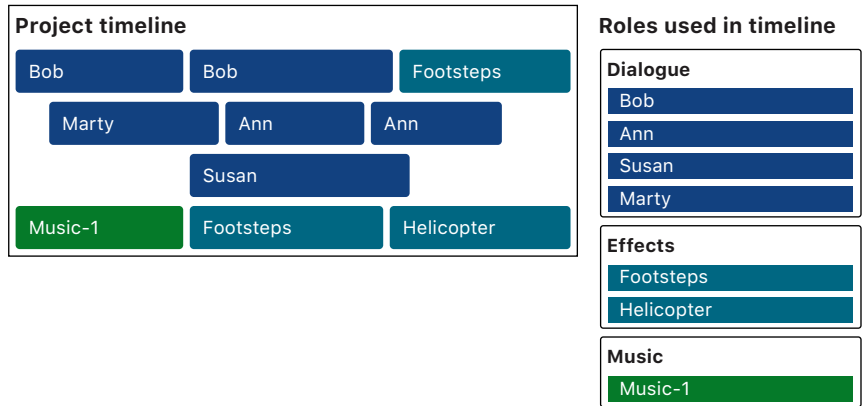 Project timeline
Bob Bob Footsteps
Marty Ann Ann
Susan
Music-1 Footsteps Helicopter
Roles used in timeline
Dialogue
Bob
Ann
Susan
Marty
Effects
Footsteps
Helicopter
Music
Music-1